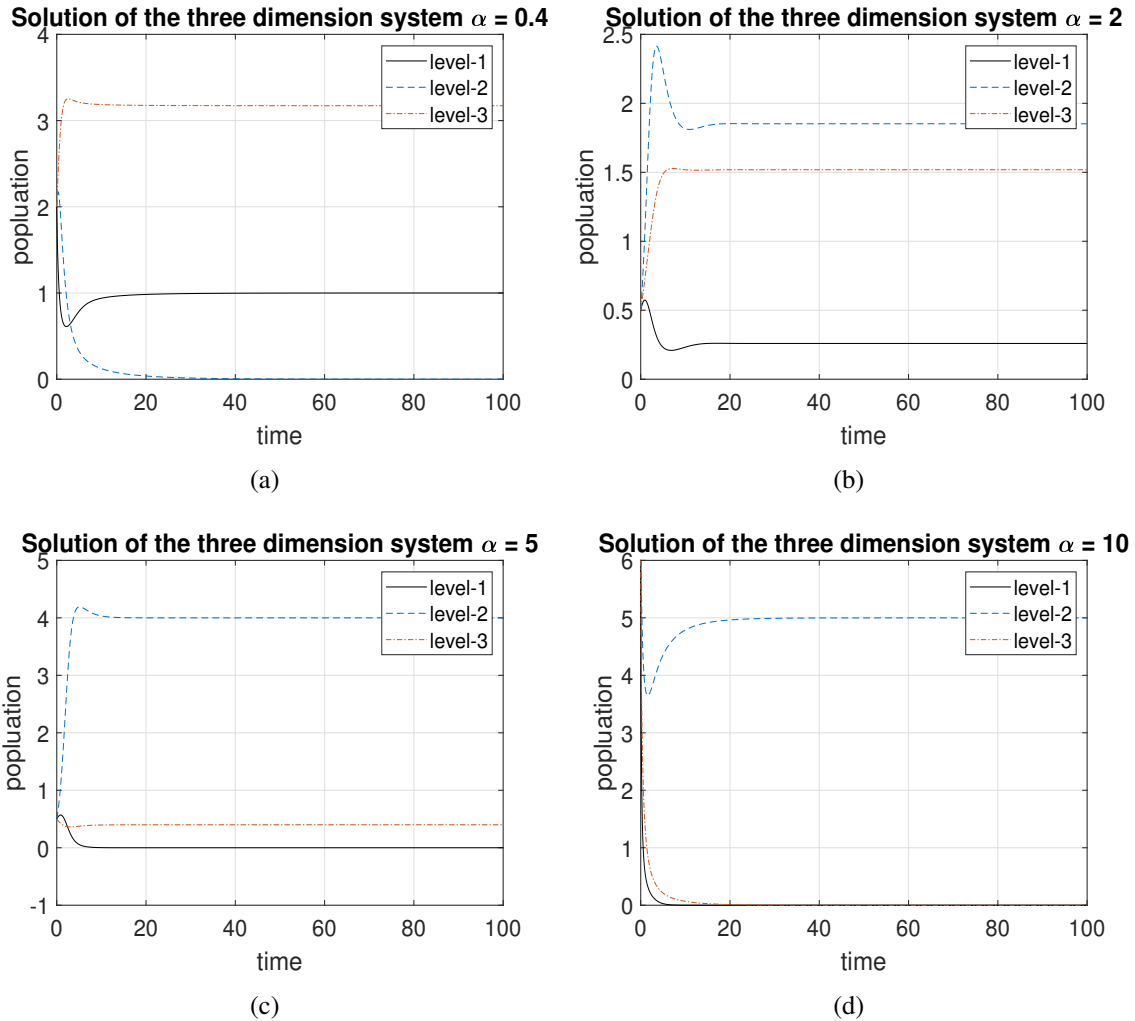 Solution of the three dimension system α = 0.4
4
3
2
1
0
popluation
level-1
level-2
level-3
0 20 40 60 80 100
time
(a)
Solution of the three dimension system α = 2
2.5
2
1.5
1
0.5
0
popluation
level-1
level-2
level-3
0 20 40 60 80 100
time
(b)
Solution of the three dimension system α = 5
5
4
3
2
1
0
-1
popluation
level-1
level-2
level-3
0 20 40 60 80 100
time
(c)
Solution of the three dimension system α = 10
6
5
4
3
2
1
0
popluation
level-1
level-2
level-3
0 20 40 60 80 100
time
(d)